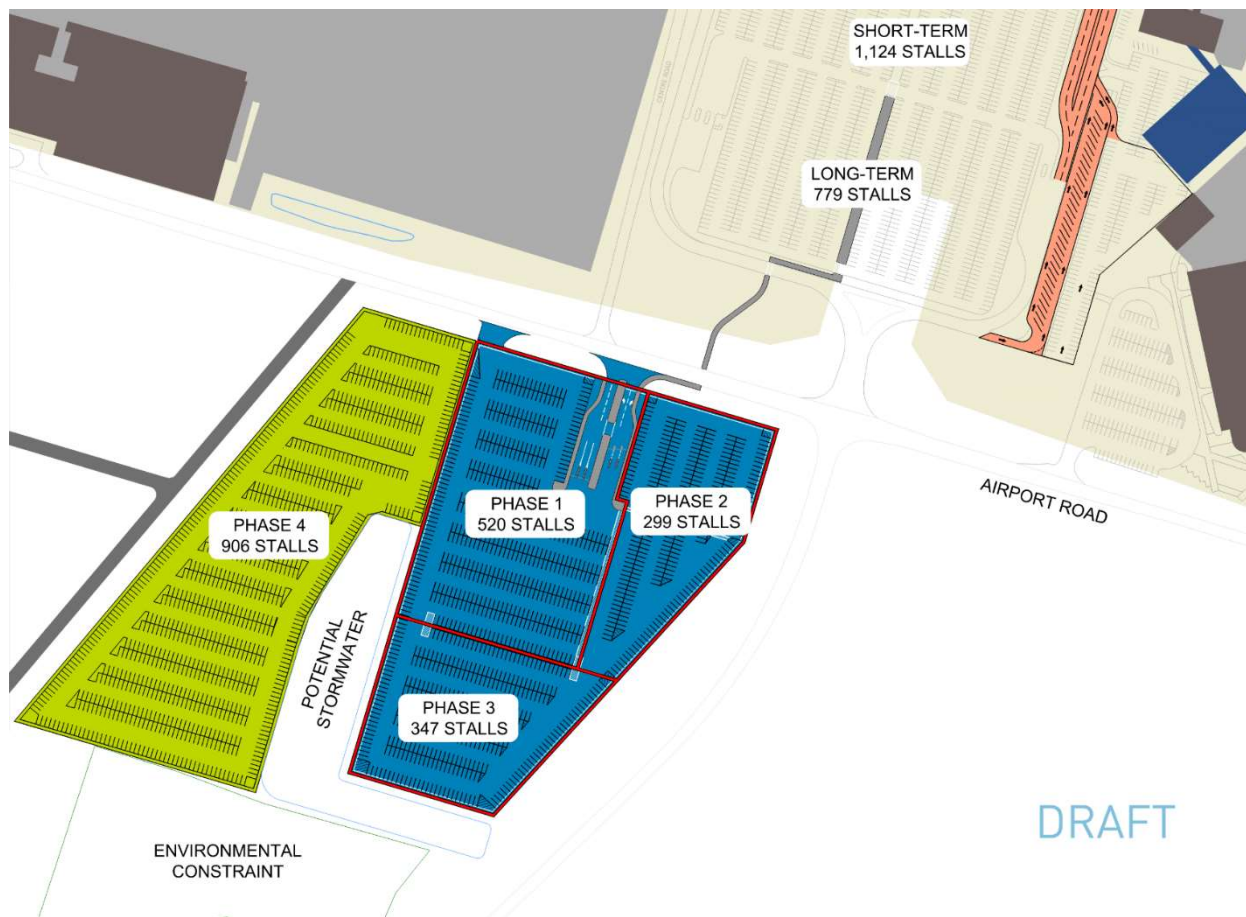 SHORT-TERM
1,124 STALLS
LONG-TERM
779 STALLS
AIRPORT ROAD
PHASE 1
520 STALLS
PHASE 2
299 STALLS
PHASE 4
906 STALLS
POTENTIAL
STORMWATER
PHASE 3
347 STALLS
DRAFT
ENVIRONMENTAL
CONSTRAINT